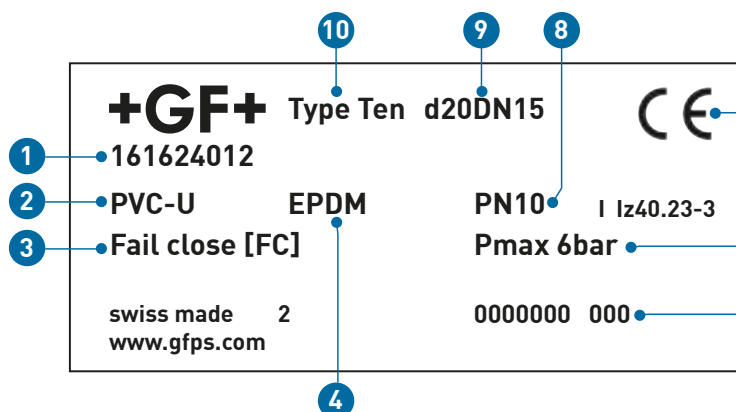 10 9 8
+GF+ Type Ten d20DN15 CE
1 161624012
2 PVC-U EPDM PN10 I Iz40.23-3
3 Fail close [FC] Pmax 6bar
swiss made 2 0000000 000
www.gfps.com
4